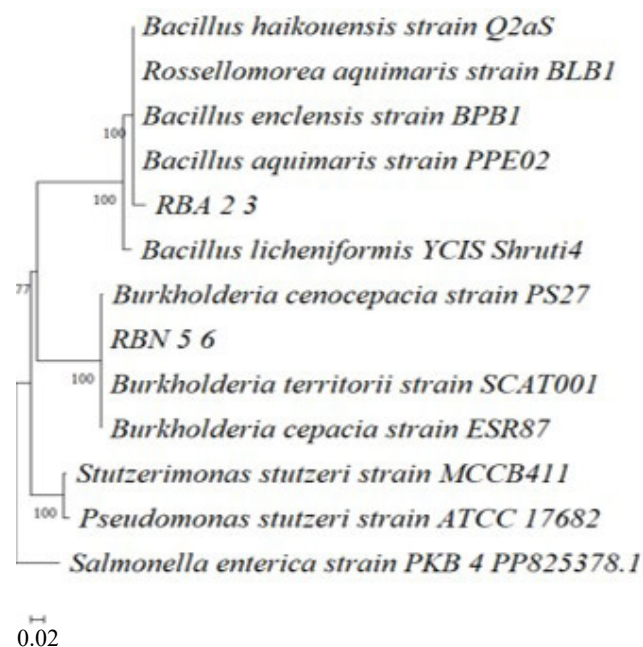 Bacillus haikouensis strain Q2aS
Rossellomorea aquimaris strain BLB1
100
Bacillus enclensis strain BPB1
Bacillus aquimaris strain PPE02
100
RBA 2 3
Bacillus licheniformis YCIS Shruti4
77
Burkholderia cenocepacia strain PS27
RBN 5 6
100
Burkholderia territorii strain SCAT001
Burkholderia cepacia strain ESR87
Stutzerimonas stutzeri strain MCCB411
100
Pseudomonas stutzeri strain ATCC 17682
Salmonella enterica strain PKB 4 PP825378.1
0.02